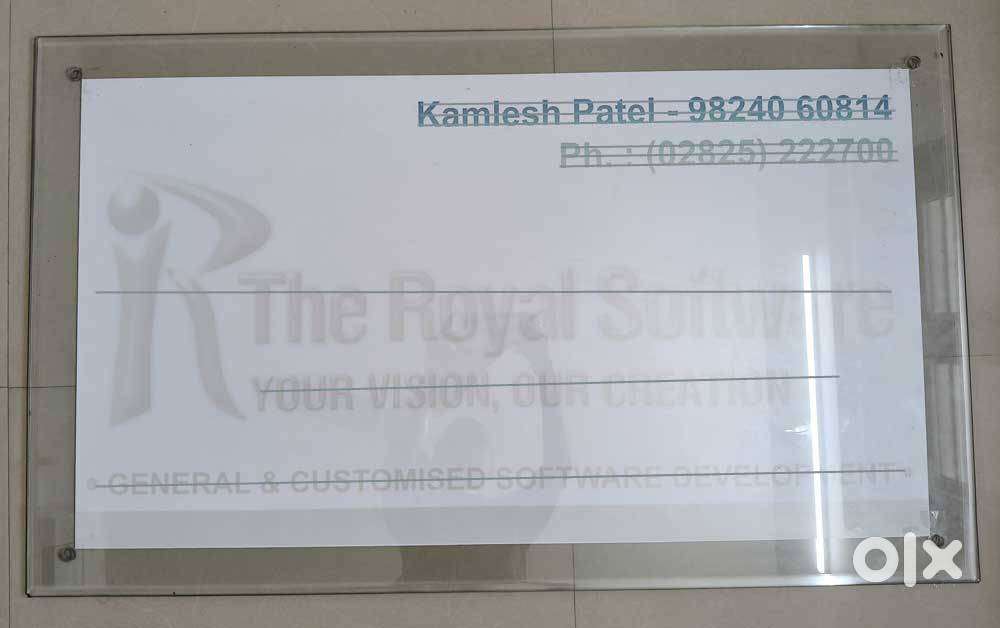 Kamlesh Patel - 98240 60814
Ph. : (02825) 222700
The Royal Software
YOUR VISION, OUR CREATION
GENERAL & CUSTOMISED SOFTWARE DEVELOPMENT
olx